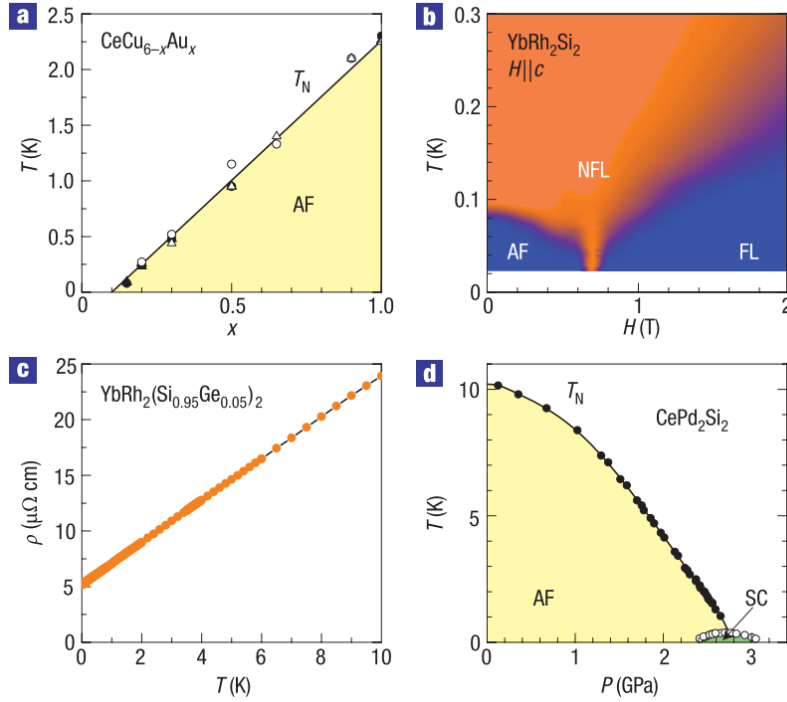 a
CeCu6–xAux
TN
AF
T (K)
2.5
2.0
1.5
1.0
0.5
0
0
0.5
1.0
x
b
YbRh2Si2
H||c
NFL
AF
FL
T (K)
0.3
0.2
0.1
0
0
1
2
H (T)
c
YbRh2(Si0.95Ge0.05)2
ρ (μΩ cm)
25
20
15
10
5
0
0
2
4
6
8
10
T (K)
d
TN
CePd2Si2
AF
SC
T (K)
10
5
0
0
1
2
3
P (GPa)